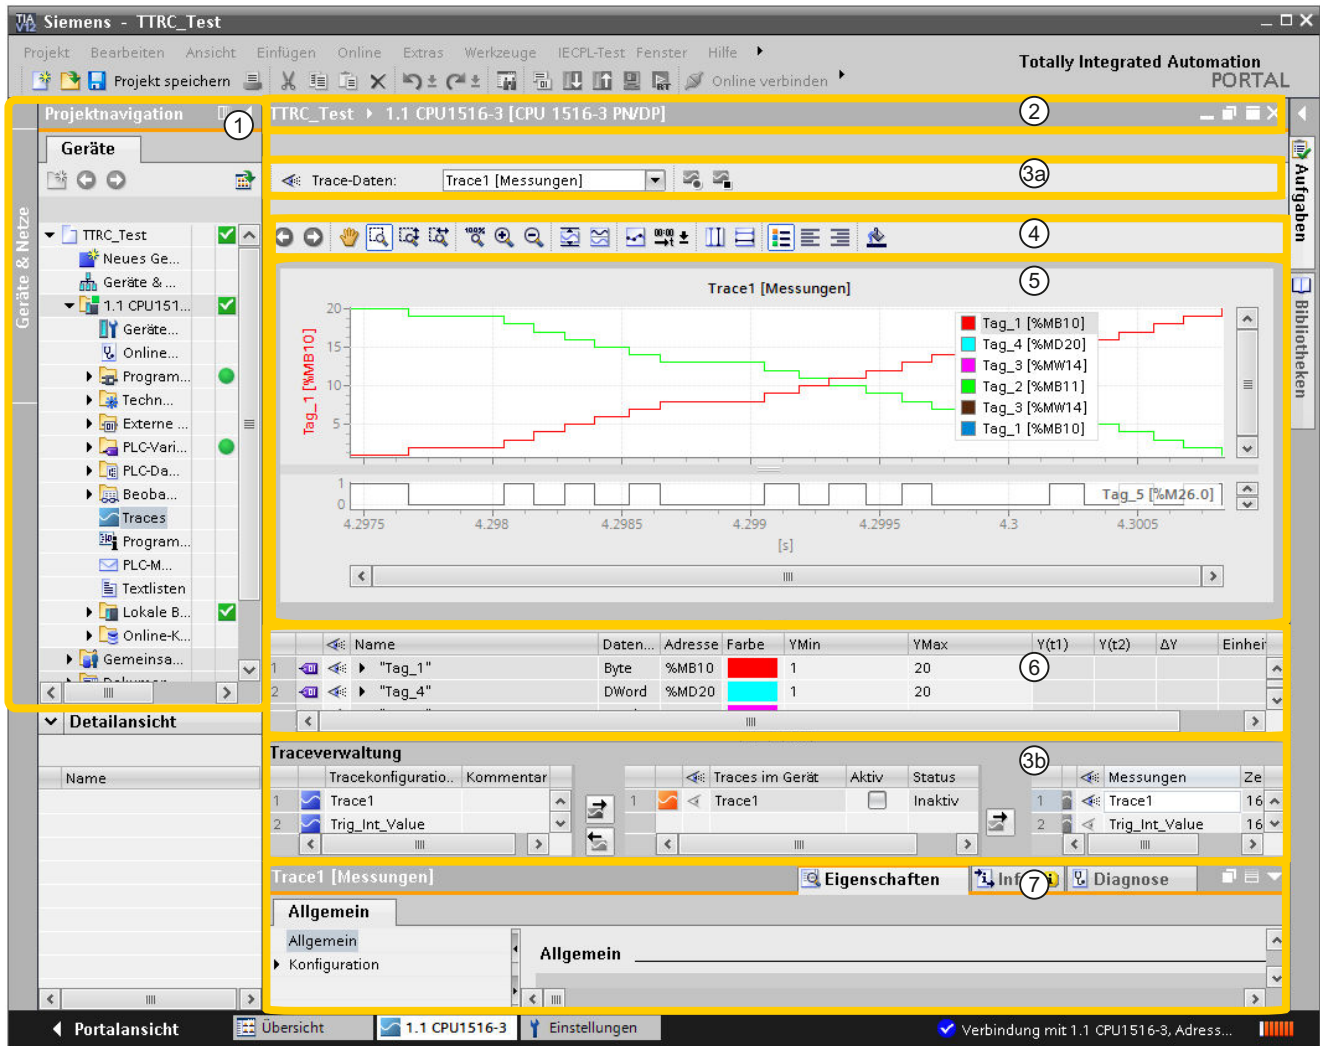 TIA V12 Siemens - TTRC_Test
Projekt Bearbeiten Ansicht Einfügen Online Extras Werkzeuge IECPL-Test Fenster Hilfe
Totally Integrated Automation
PORTAL
Projekt speichern
Online verbinden
Projektnavigation
1
TTRC_Test ▸ 1.1 CPU1516-3 [CPU 1516-3 PN/DP]
2
Geräte
Geräte & Netze
Trace-Daten: Trace1 [Messungen]
3a
4
5
TTRC_Test
Neues Ge...
Geräte & ...
1.1 CPU151...
Geräte...
Online...
Program...
Techn...
Externe ...
PLC-Vari...
PLC-Da...
Beoba...
Traces
Program...
PLC-M...
Textlisten
Lokale B...
Online-K...
Gemeinsa...
Trace1 [Messungen]
Tag_1 [%MB10]
20
15
10
5
Tag_1 [%MB10]
Tag_4 [%MD20]
Tag_3 [%MW14]
Tag_2 [%MB11]
Tag_3 [%MW14]
Tag_1 [%MB10]
1
0
Tag_5 [%M26.0]
4.2975 4.298 4.2985 4.299 4.2995 4.3 4.3005
[s]
Aufgaben
Bibliotheken
Name Daten... Adresse Farbe YMin YMax Y(t1) Y(t2) ΔY Einheit
6
1 "Tag_1" Byte %MB10 1 20
2 "Tag_4" DWord %MD20 1 20
Detailansicht
Name
Traceverwaltung
3b
Tracekonfiguratio.. Kommentar
1 Trace1
2 Trig_Int_Value
Traces im Gerät Aktiv Status
1 Trace1 Inaktiv
Messungen Ze
1 Trace1 16
2 Trig_Int_Value 16
Trace1 [Messungen]
Eigenschaften
7
Diagnose
Allgemein
Allgemein
Konfiguration
Allgemein
Portalansicht
Übersicht
1.1 CPU1516-3
Einstellungen
Verbindung mit 1.1 CPU1516-3, Adress...